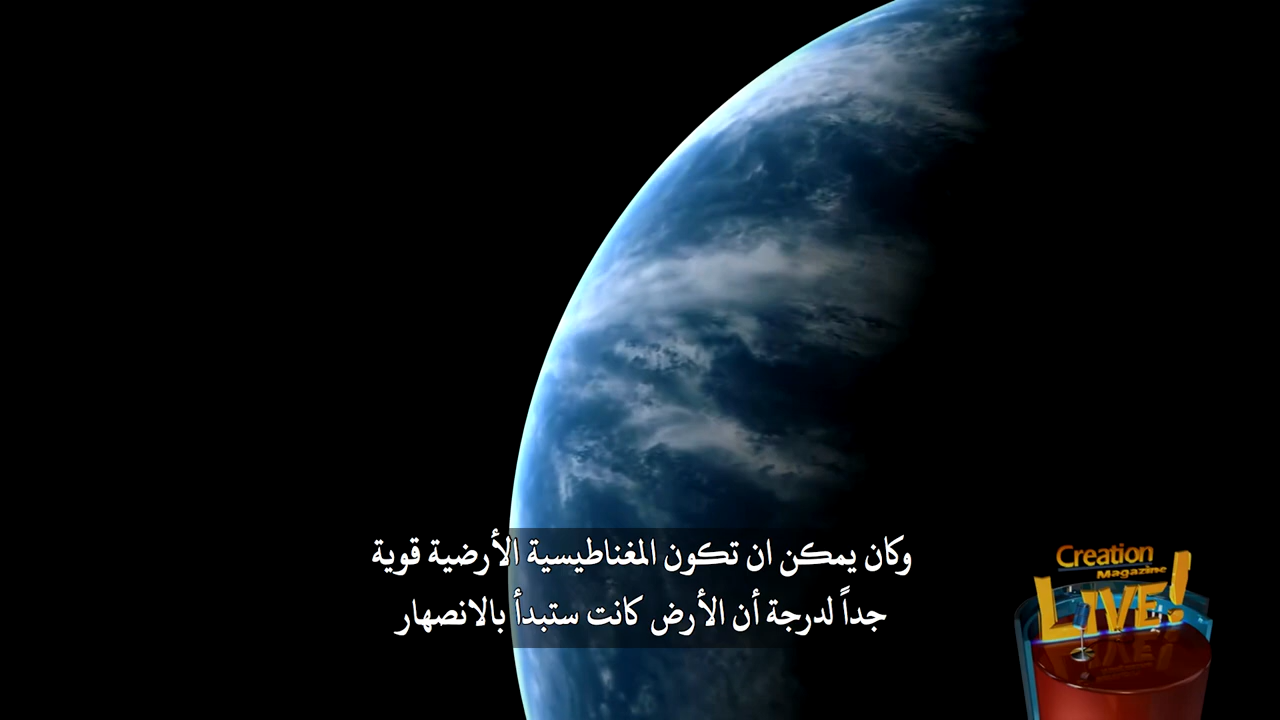 وكان يمكن ان تكون المغناطيسية الأرضية قوية
جداً لدرجة أن الأرض كانت ستبدأ بالانصهار
Creation
Magazine
LIVE!